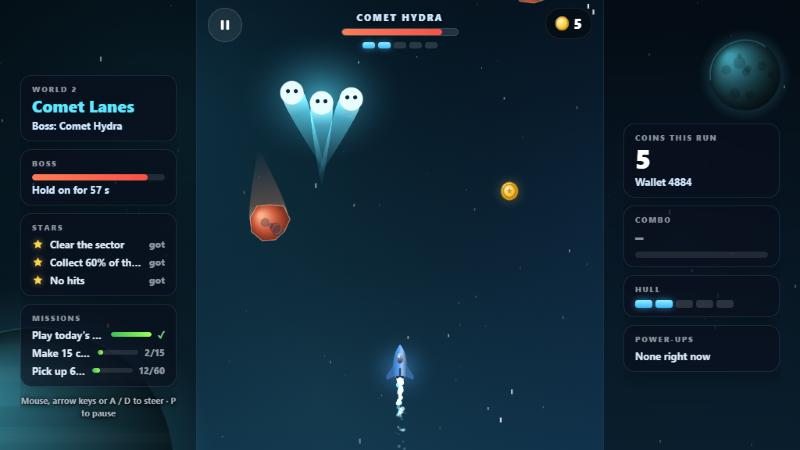 WORLD 2
Comet Lanes
Boss: Comet Hydra
BOSS
Hold on for 57 s
STARS
Clear the sector got
Collect 60% of th... got
No hits got
MISSIONS
Play today's ... ✓
Make 15 c... 2/15
Pick up 6... 12/60
Mouse, arrow keys or A / D to steer · P
to pause
COMET HYDRA
5
COINS THIS RUN
5
Wallet 4884
COMBO
–
HULL
POWER-UPS
None right now